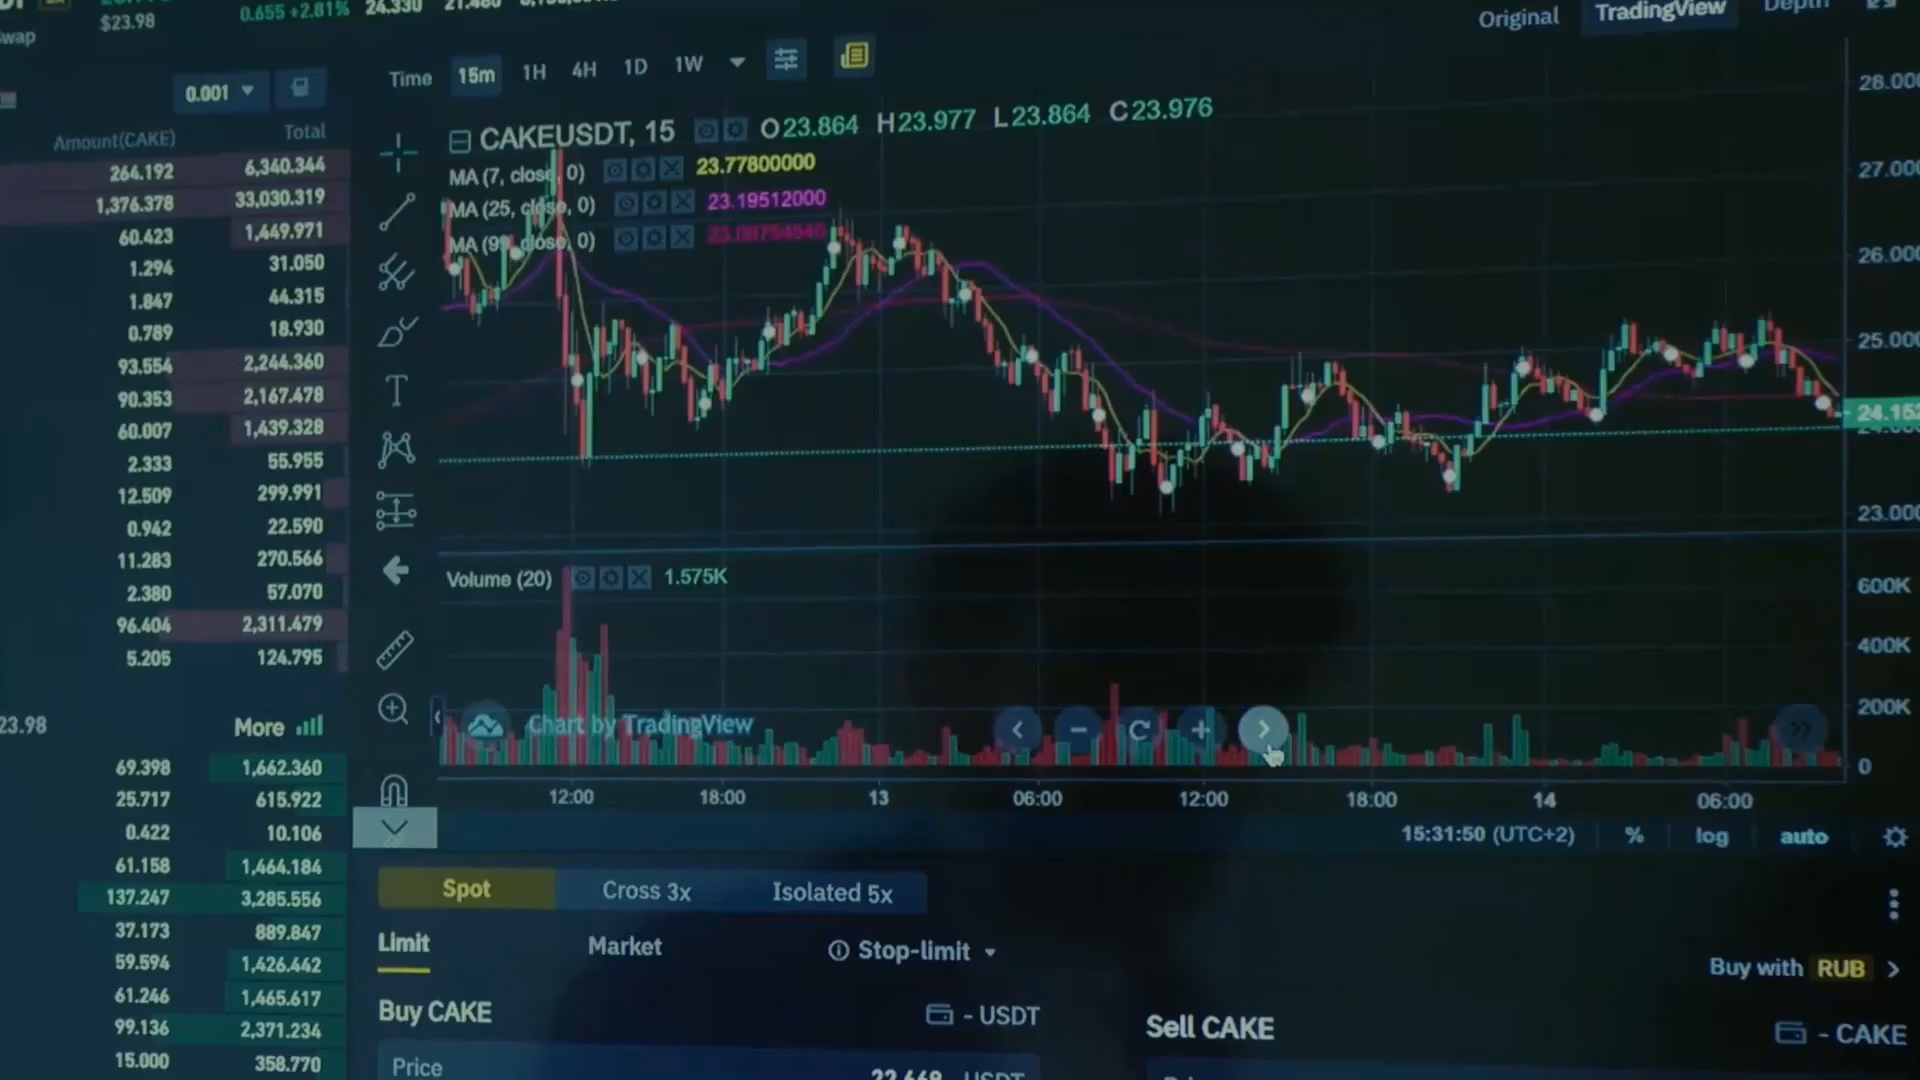 $23.98
0.655 +2.81%
24.330
Swap
Original
TradingView
Depth
0.001
Time 15m 1H 4H 1D 1W
Amount(CAKE) Total
264.192 6,340.344
1,376.378 33,030.319
60.423 1,449.971
1.294 31.050
1.847 44.315
0.789 18.930
93.554 2,244.360
90.353 2,167.478
60.007 1,439.328
2.333 55.955
12.509 299.991
0.942 22.590
11.283 270.566
2.380 57.070
96.404 2,311.479
5.205 124.795
23.98 More
69.398 1,662.360
25.717 615.922
0.422 10.106
61.158 1,464.184
137.247 3,285.556
37.173 889.847
59.594 1,426.442
61.246 1,465.617
99.136 2,371.234
15.000 358.770
CAKEUSDT, 15 O23.864 H23.977 L23.864 C23.976
MA (7, close, 0) 23.77800000
MA (25, close, 0) 23.19512000
MA (99, close, 0)
28.000
27.000
26.000
25.000
24.152
23.000
Volume (20) 1.575K
600K
400K
200K
0
Chart by TradingView
12:00 18:00 13 06:00 12:00 18:00 14 06:00
15:31:50 (UTC+2) % log auto
Spot Cross 3x Isolated 5x
Limit Market Stop-limit
Buy with RUB
Buy CAKE - USDT
Sell CAKE - CAKE
Price 22.668 USDT